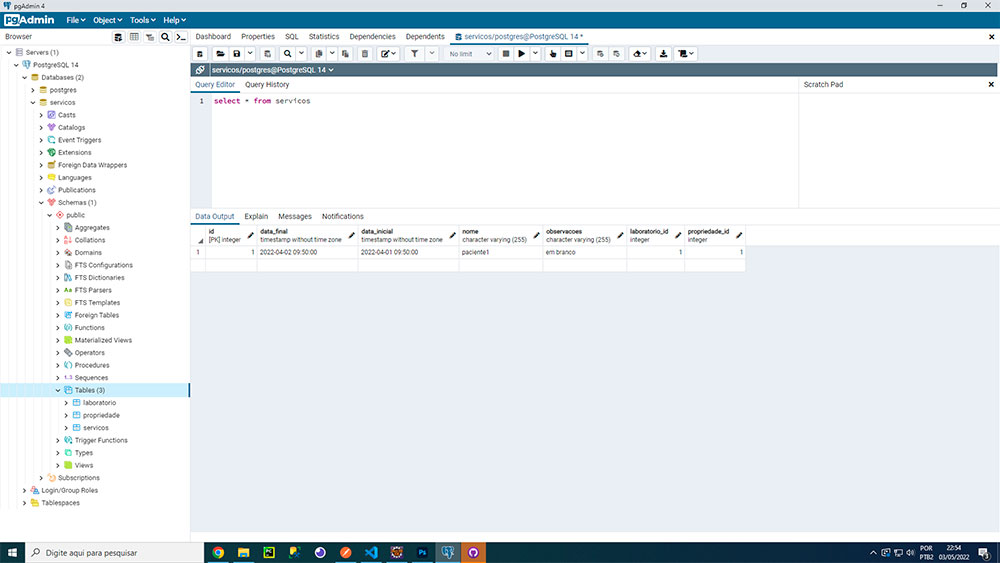 pgAdmin 4
pgAdmin File Object Tools Help
Browser
Dashboard Properties SQL Statistics Dependencies Dependents servicos/postgres@PostgreSQL 14 *
Servers (1)
PostgreSQL 14
Databases (2)
postgres
servicos
Casts
Catalogs
Event Triggers
Extensions
Foreign Data Wrappers
Languages
Publications
Schemas (1)
public
Aggregates
Collations
Domains
FTS Configurations
FTS Dictionaries
FTS Parsers
FTS Templates
Foreign Tables
Functions
Materialized Views
Operators
Procedures
1..3 Sequences
Tables (3)
laboratorio
propriedade
servicos
Trigger Functions
Types
Views
Subscriptions
Login/Group Roles
Tablespaces
No limit
servicos/postgres@PostgreSQL 14
Query Editor Query History
Scratch Pad
1 select * from servicos
Data Output Explain Messages Notifications
id data_final data_inicial nome observacoes laboratorio_id propriedade_id
[PK] integer timestamp without time zone timestamp without time zone character varying (255) character varying (255) integer integer
1 1 2022-04-02 09:50:00 2022-04-01 09:50:00 paciente1 em branco 1 1
Digite aqui para pesquisar
POR
PTB2
22:54
03/05/2022